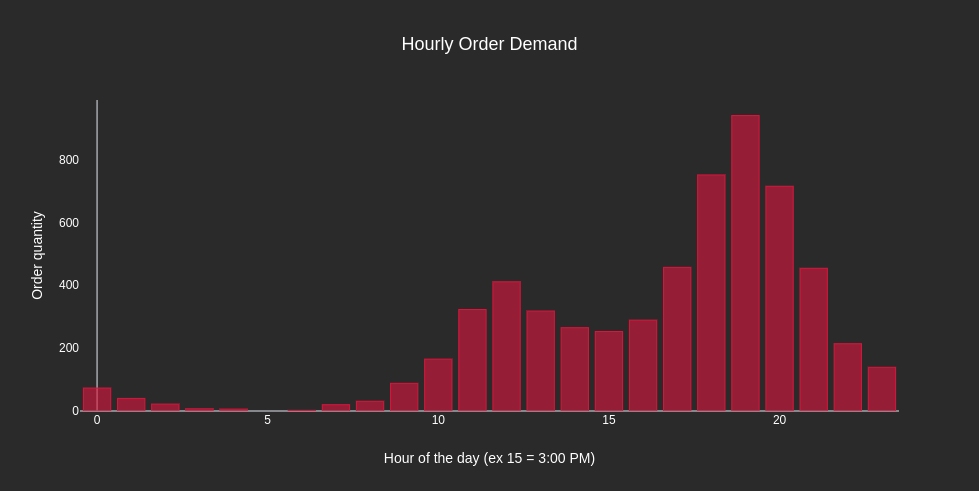 Hourly Order Demand
Order quantity
800
600
400
200
0
0 5 10 15 20
Hour of the day (ex 15 = 3:00 PM)